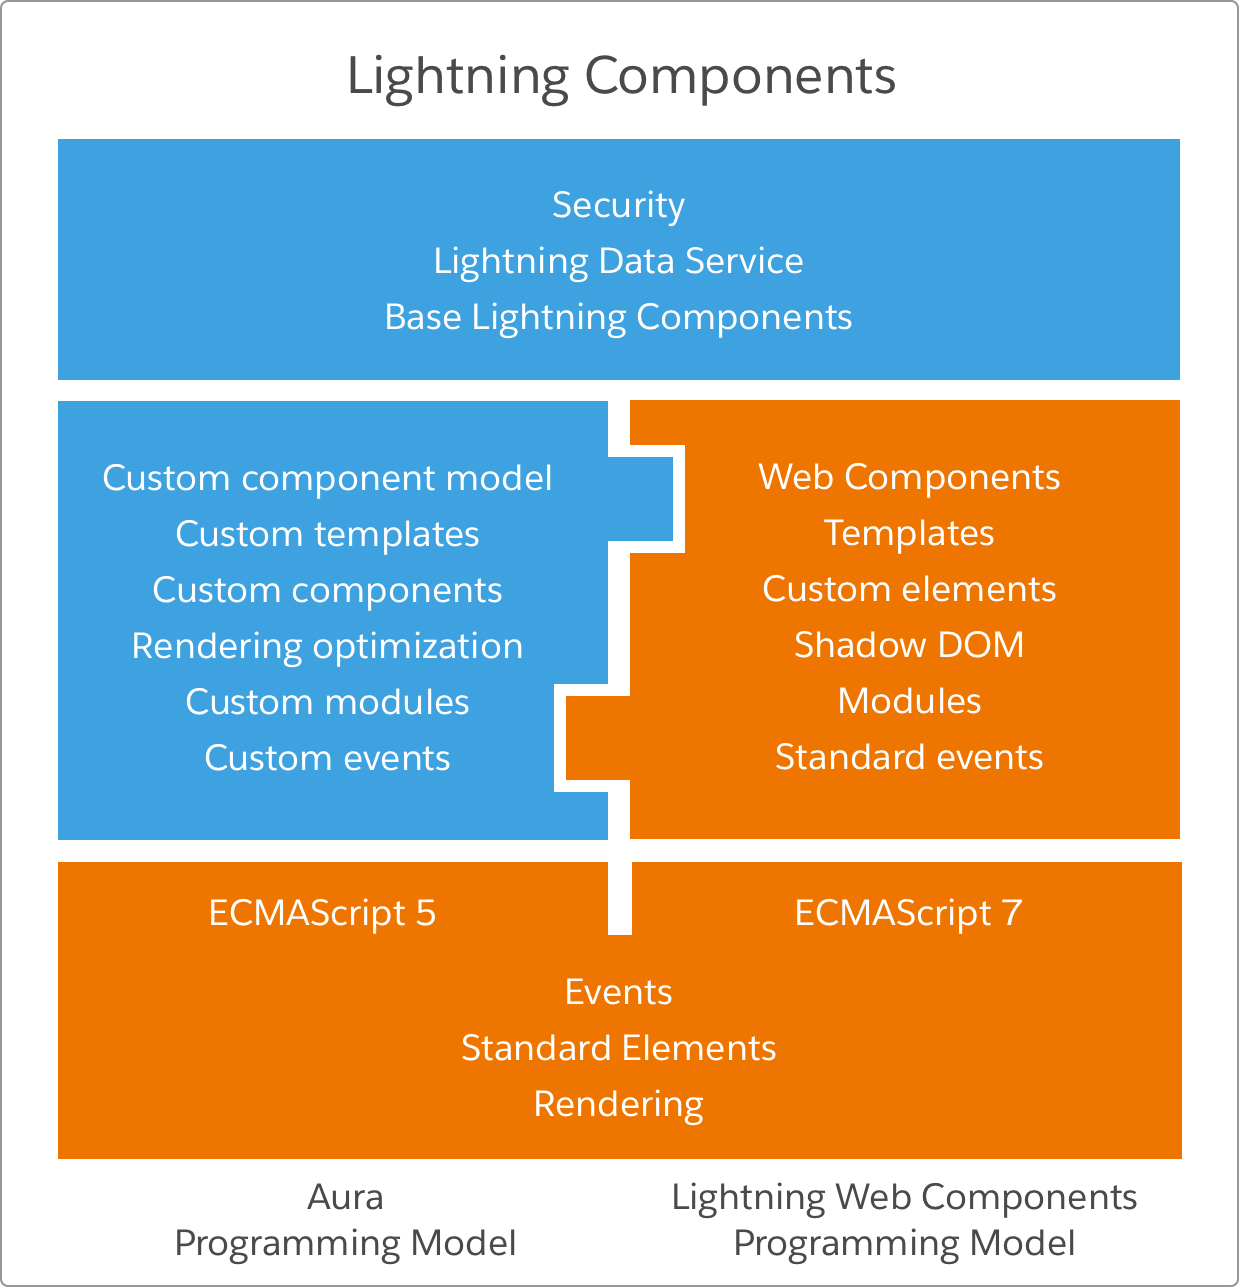 Lightning Components
Security
Lightning Data Service
Base Lightning Components
Custom component model
Custom templates
Custom components
Rendering optimization
Custom modules
Custom events
Web Components
Templates
Custom elements
Shadow DOM
Modules
Standard events
ECMAScript 5
ECMAScript 7
Events
Standard Elements
Rendering
Aura
Programming Model
Lightning Web Components
Programming Model